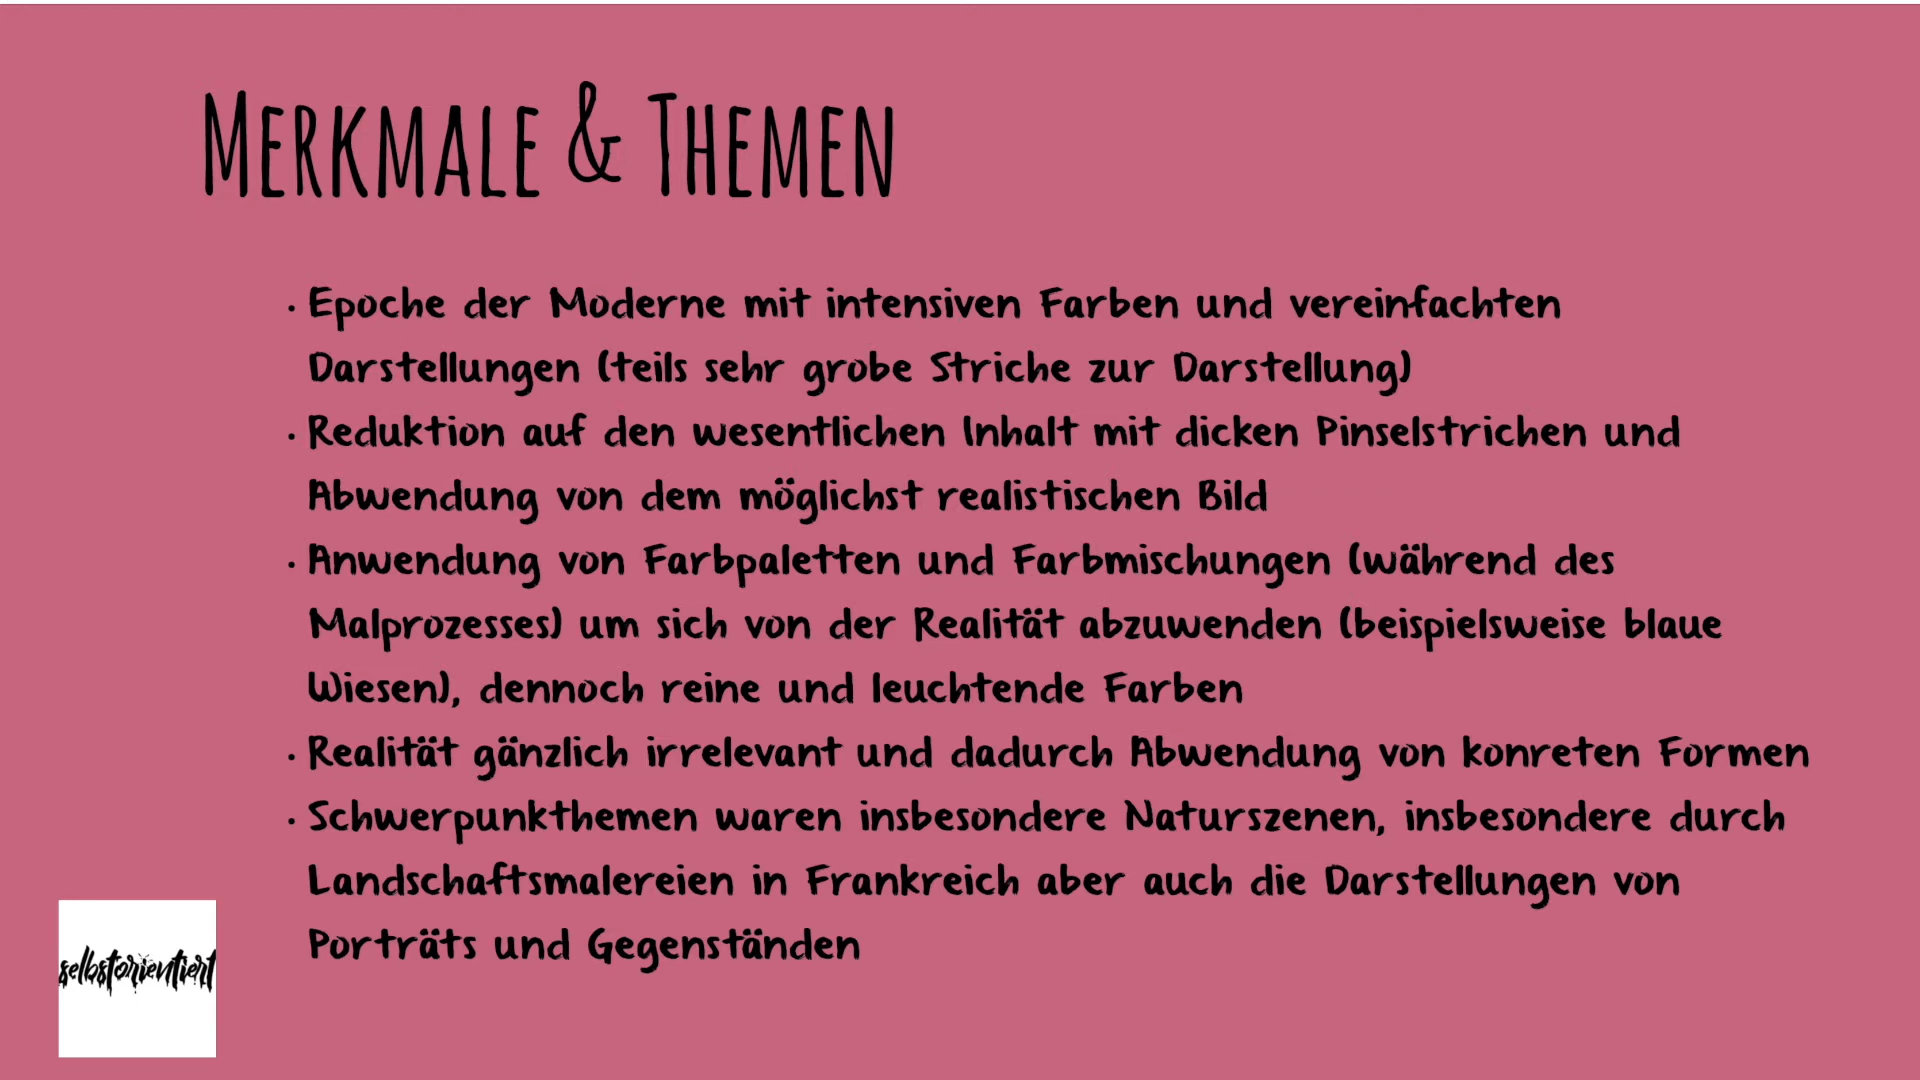 Merkmale & Themen
• Epoche der Moderne mit intensiven Farben und vereinfachten
Darstellungen (teils sehr grobe Striche zur Darstellung)
• Reduktion auf den wesentlichen Inhalt mit dicken Pinselstrichen und
Abwendung von dem möglichst realistischen Bild
• Anwendung von Farbpaletten und Farbmischungen (während des
Malprozesses) um sich von der Realität abzuwenden (beispielsweise blaue
Wiesen), dennoch reine und leuchtende Farben
• Realität gänzlich irrelevant und dadurch Abwendung von konreten Formen
• Schwerpunkthemen waren insbesondere Naturszenen, insbesondere durch
Landschaftsmalereien in Frankreich aber auch die Darstellungen von
Porträts und Gegenständen
selbstorientiert